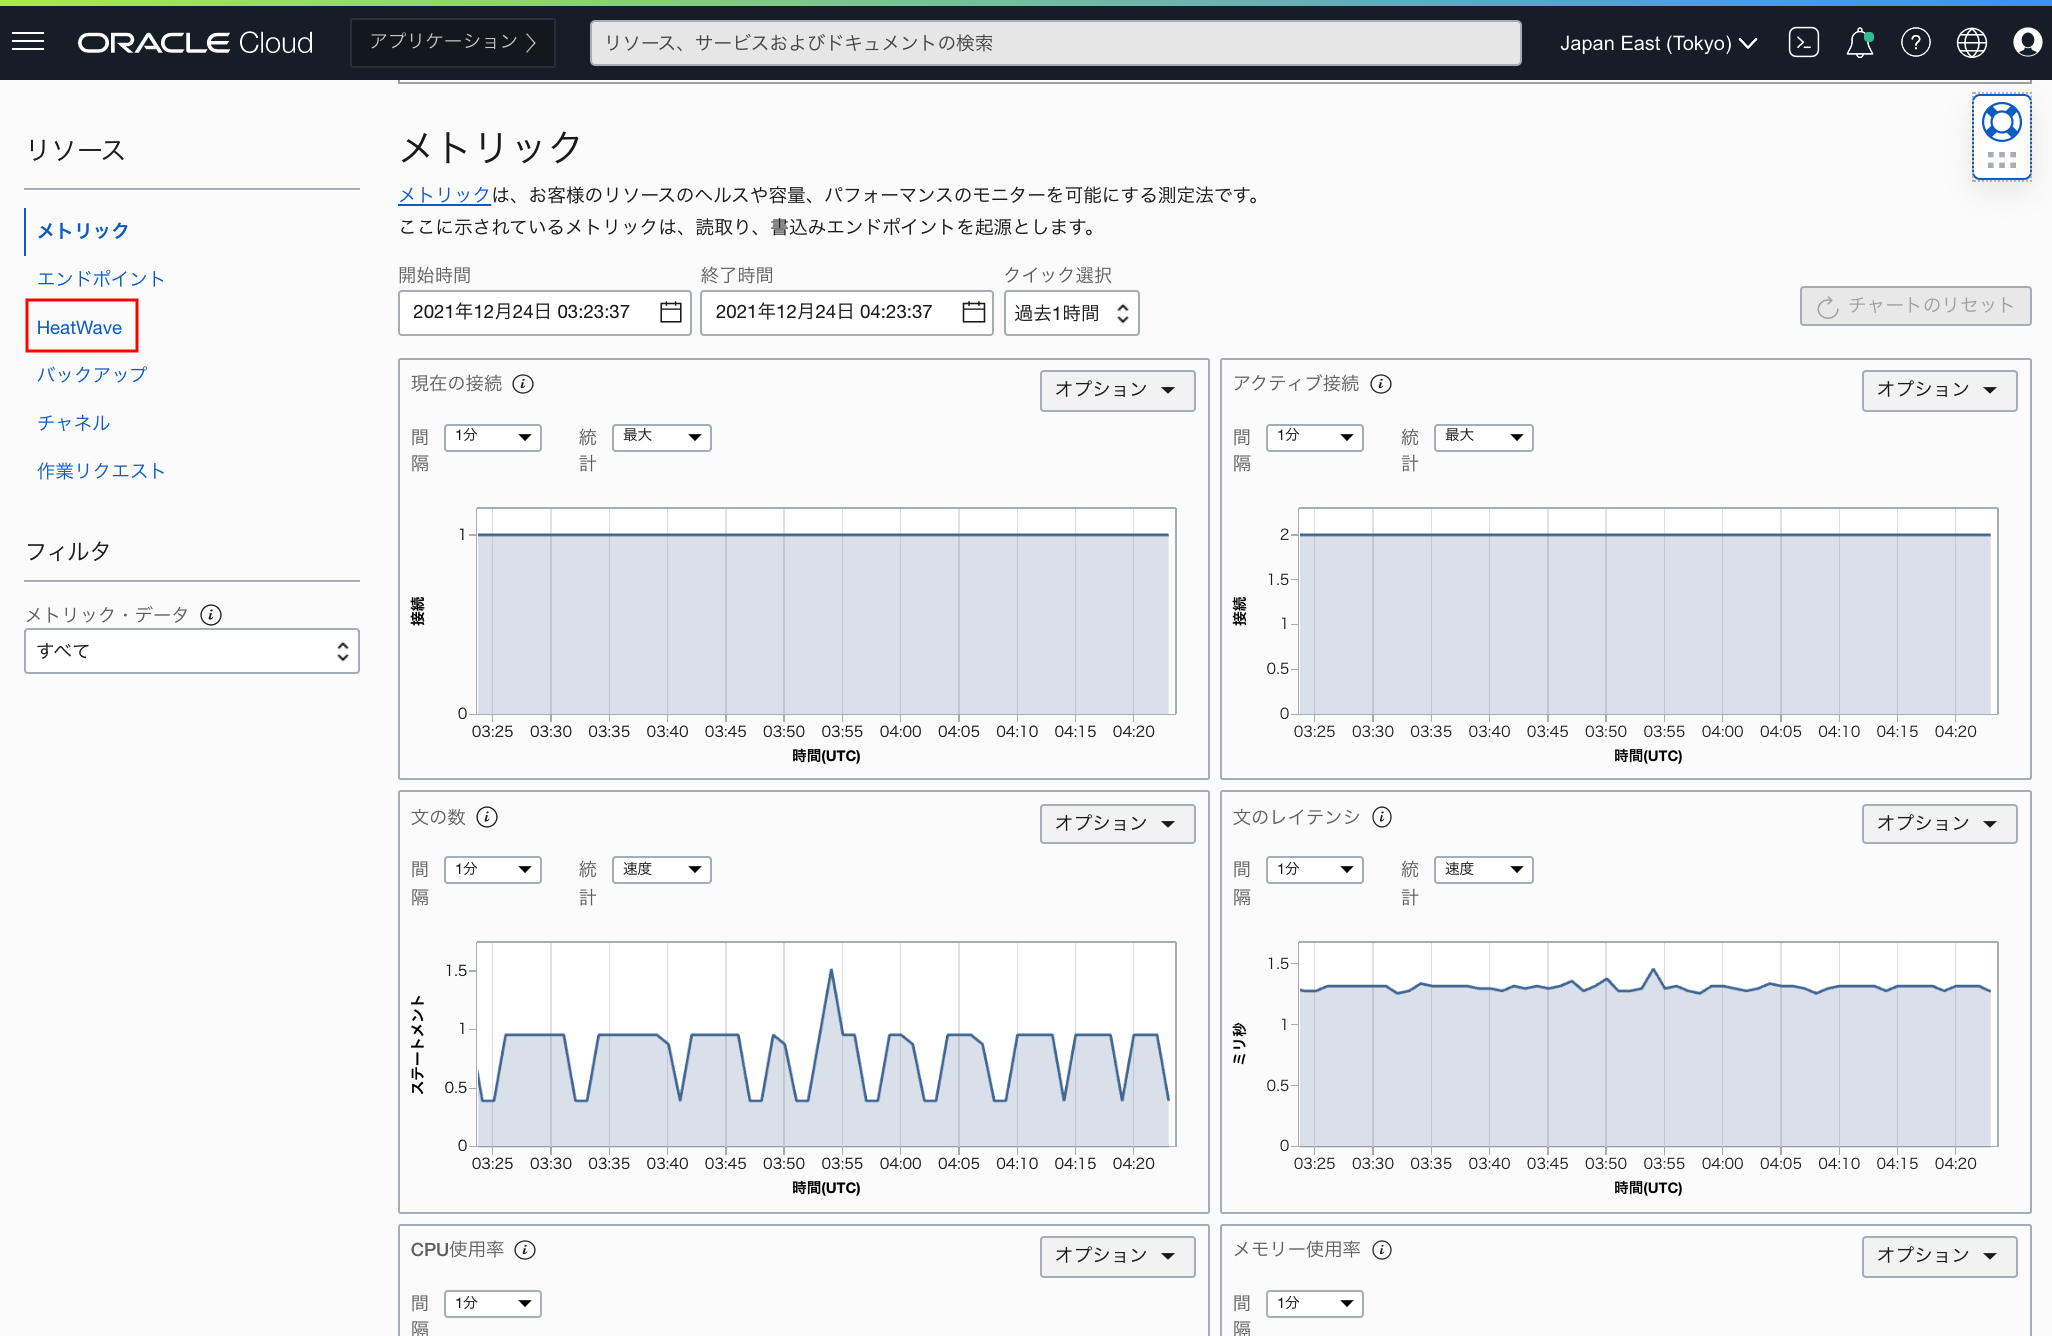 ORACLE Cloud
アプリケーション
リソース、サービスおよびドキュメントの検索
Japan East (Tokyo)
リソース
メトリック
エンドポイント
HeatWave
バックアップ
チャネル
作業リクエスト
フィルタ
メトリック・データ
すべて
メトリック
メトリックは、お客様のリソースのヘルスや容量、パフォーマンスのモニターを可能にする測定法です。
ここに示されているメトリックは、読取り、書込みエンドポイントを起源とします。
開始時間 終了時間 クイック選択
2021年12月24日 03:23:37 2021年12月24日 04:23:37 過去1時間
チャートのリセット
現在の接続
オプション
間隔 1分 統計 最大
接続
1
0
03:25 03:30 03:35 03:40 03:45 03:50 03:55 04:00 04:05 04:10 04:15 04:20
時間(UTC)
アクティブ接続
オプション
間隔 1分 統計 最大
接続
2
1.5
1
0.5
0
03:25 03:30 03:35 03:40 03:45 03:50 03:55 04:00 04:05 04:10 04:15 04:20
時間(UTC)
文の数
オプション
間隔 1分 統計 速度
ステートメント
1.5
1
0.5
0
03:25 03:30 03:35 03:40 03:45 03:50 03:55 04:00 04:05 04:10 04:15 04:20
時間(UTC)
文のレイテンシ
オプション
間隔 1分 統計 速度
ミリ秒
1.5
1
0.5
0
03:25 03:30 03:35 03:40 03:45 03:50 03:55 04:00 04:05 04:10 04:15 04:20
時間(UTC)
CPU使用率
オプション
間隔 1分
メモリー使用率
オプション
間隔 1分